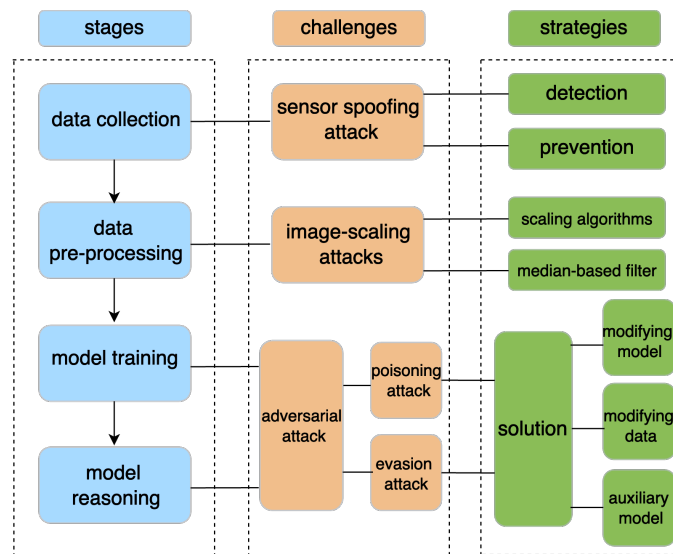 stages
challenges
strategies
data collection
sensor spoofing
attack
detection
prevention
data
pre-processing
image-scaling
attacks
scaling algorithms
median-based filter
model training
adversarial
attack
poisoning
attack
solution
modifying
model
modifying
data
model
reasoning
evasion
attack
auxiliary
model